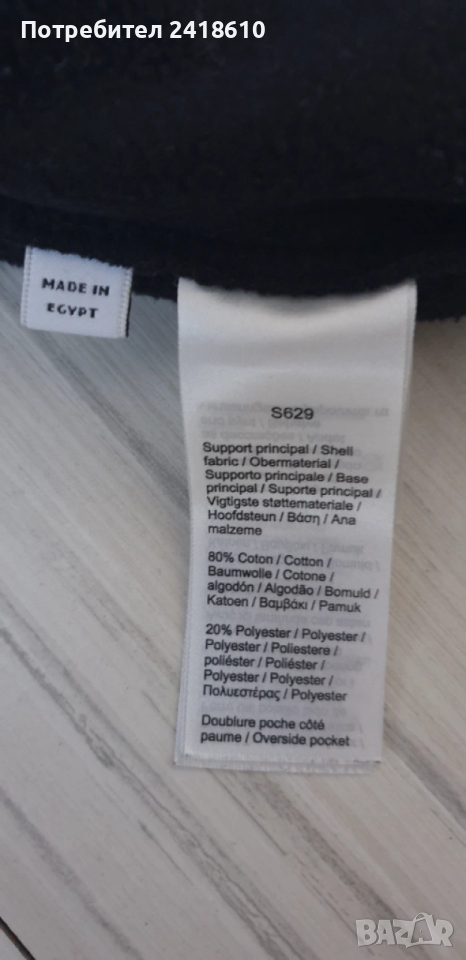 Потребител 2418610
MADE IN
EGYPT
S629
Support principal / Shell
fabric / Obermaterial /
Supporto principale / Base
principal / Suporte principal /
Vigtigste støttemateriale /
Hoofdsteun / Βάση / Ana
malzeme
80% Coton / Cotton /
Baumwolle / Cotone /
algodón / Algodão / Bomuld /
Katoen / Βαμβάκι / Pamuk
20% Polyester / Polyester /
Polyester / Poliestere /
poliéster / Poliéster /
Polyester / Polyester /
Πολυεστέρας / Polyester
Doublure poche côté
paume / Overside pocket
BAZAR